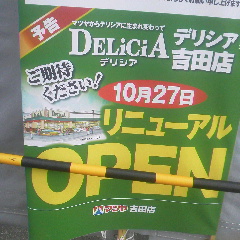 予告
マツヤからデリシアに生まれ変わって
DELiCiA
デリシア
デリシア
吉田店
ご期待
ください!
10月27日
リニューアル
OPEN
吉田店